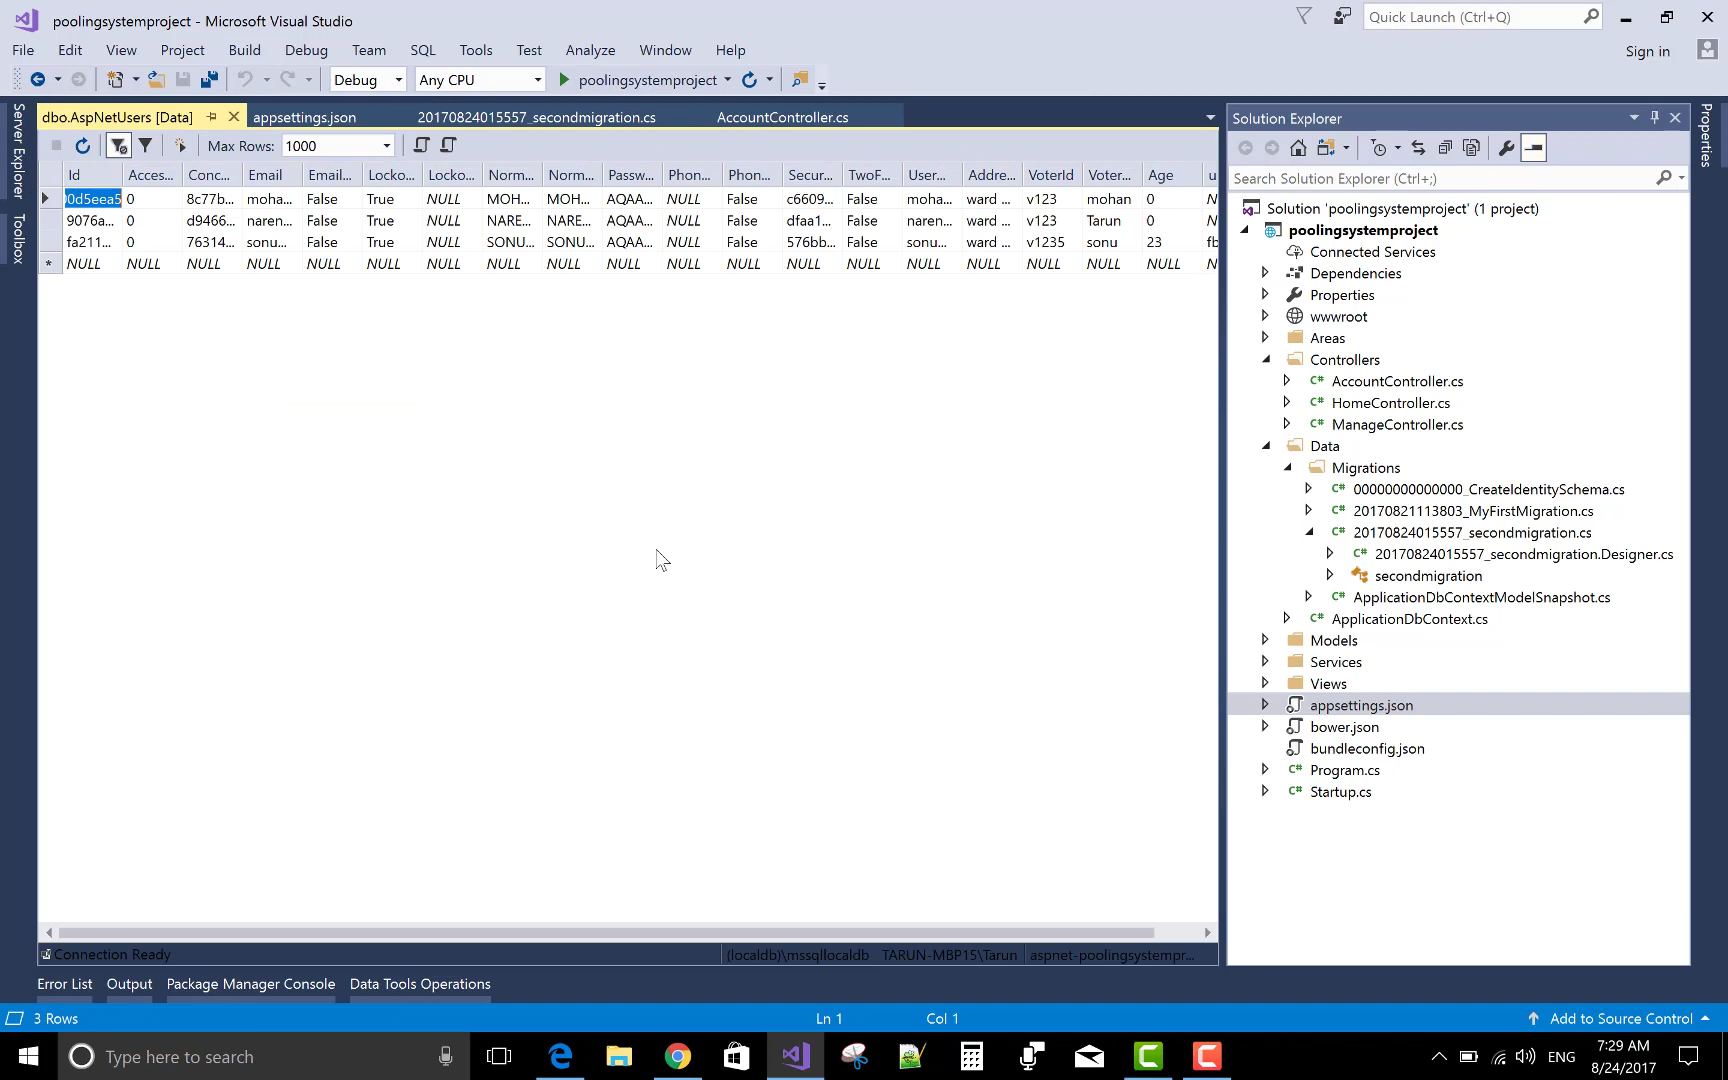 poolingsystemproject - Microsoft Visual Studio
Quick Launch (Ctrl+Q)
File Edit View Project Build Debug Team SQL Tools Test Analyze Window Help
Sign in
Debug Any CPU poolingsystemproject
Server Explorer
Toolbox
dbo.AspNetUsers [Data] appsettings.json 20170824015557_secondmigration.cs AccountController.cs
Max Rows: 1000
Id Acces... Conc... Email Email... Locko... Locko... Norm... Norm... Passw... Phon... Phon... Secur... TwoF... User... Addre... VoterId Voter... Age u
0d5eea5 0 8c77b... moha... False True NULL MOH... MOH... AQAA... NULL False c6609... False moha... ward ... v123 mohan 0 N
9076a... 0 d9466... naren... False True NULL NARE... NARE... AQAA... NULL False dfaa1... False naren... ward ... v123 Tarun 0 N
fa211... 0 76314... sonu... False True NULL SONU... SONU... AQAA... NULL False 576bb... False sonu... ward ... v1235 sonu 23 fb
* NULL NULL NULL NULL NULL NULL NULL NULL NULL NULL NULL NULL NULL NULL NULL NULL NULL NULL NULL N
Connection Ready (localdb)\mssqllocaldb TARUN-MBP15\Tarun aspnet-poolingsystempr...
Solution Explorer
Search Solution Explorer (Ctrl+;)
Solution 'poolingsystemproject' (1 project)
poolingsystemproject
Connected Services
Dependencies
Properties
wwwroot
Areas
Controllers
C# AccountController.cs
C# HomeController.cs
C# ManageController.cs
Data
Migrations
C# 00000000000000_CreateIdentitySchema.cs
C# 20170821113803_MyFirstMigration.cs
C# 20170824015557_secondmigration.cs
C# 20170824015557_secondmigration.Designer.cs
secondmigration
C# ApplicationDbContextModelSnapshot.cs
C# ApplicationDbContext.cs
Models
Services
Views
appsettings.json
bower.json
bundleconfig.json
C# Program.cs
C# Startup.cs
Properties
Error List Output Package Manager Console Data Tools Operations
3 Rows Ln 1 Col 1 Add to Source Control
Type here to search
ENG
7:29 AM
8/24/2017